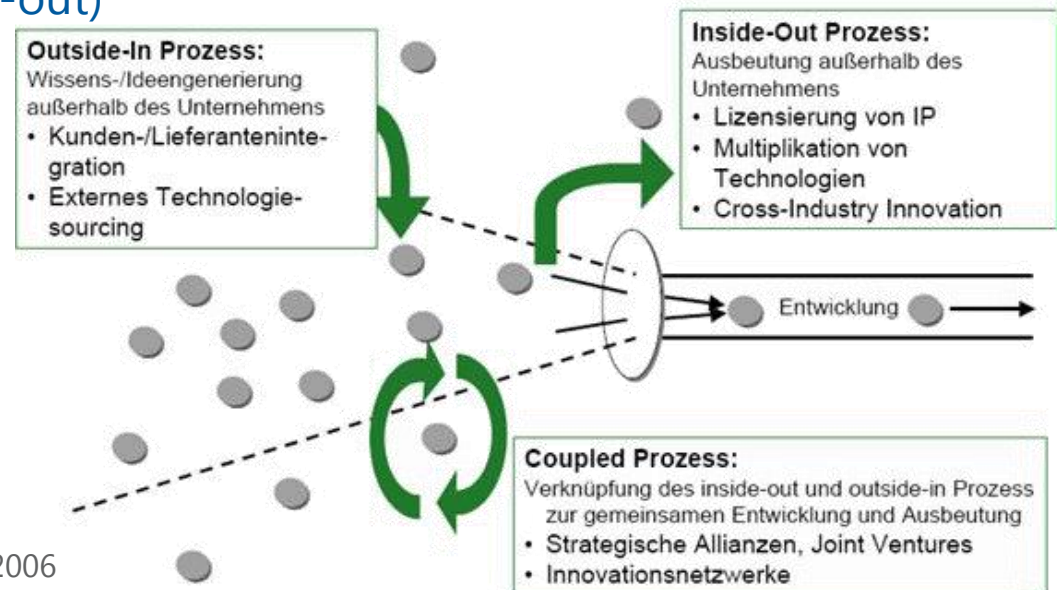 -out)
Outside-In Prozess:
Wissens-/Ideengenerierung
außerhalb des Unternehmens
• Kunden-/Lieferanteninte-
gration
• Externes Technologie-
sourcing
Inside-Out Prozess:
Ausbeutung außerhalb des
Unternehmens
• Lizensierung von IP
• Multiplikation von
Technologien
• Cross-Industry Innovation
Entwicklung
Coupled Prozess:
Verknüpfung des inside-out und outside-in Prozess
zur gemeinsamen Entwicklung und Ausbeutung
• Strategische Allianzen, Joint Ventures
• Innovationsnetzwerke
2006